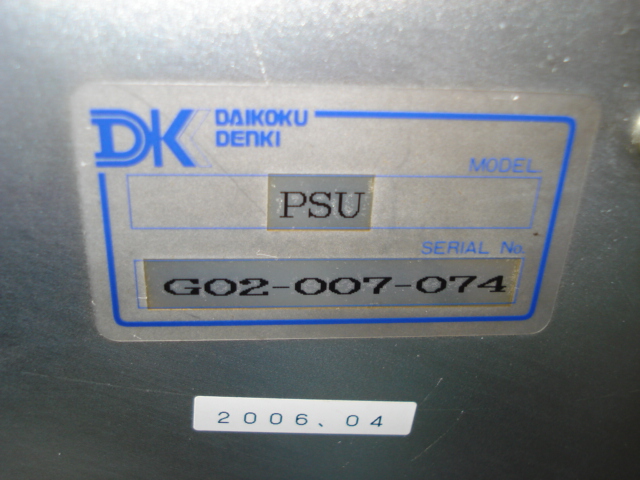 DK DAIKOKU
DENKI
MODEL
PSU
SERIAL No.
G02-007-074
2006、04